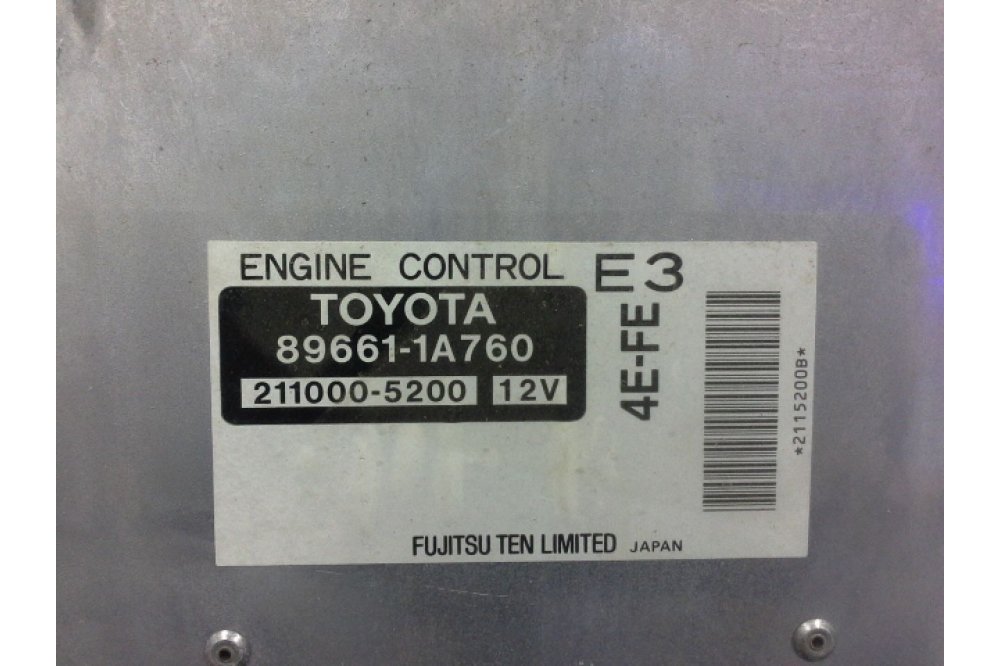 ENGINE CONTROL E3
TOYOTA
89661-1A760
211000-5200 12V
4E-FE
*2115200B*
FUJITSU TEN LIMITED JAPAN